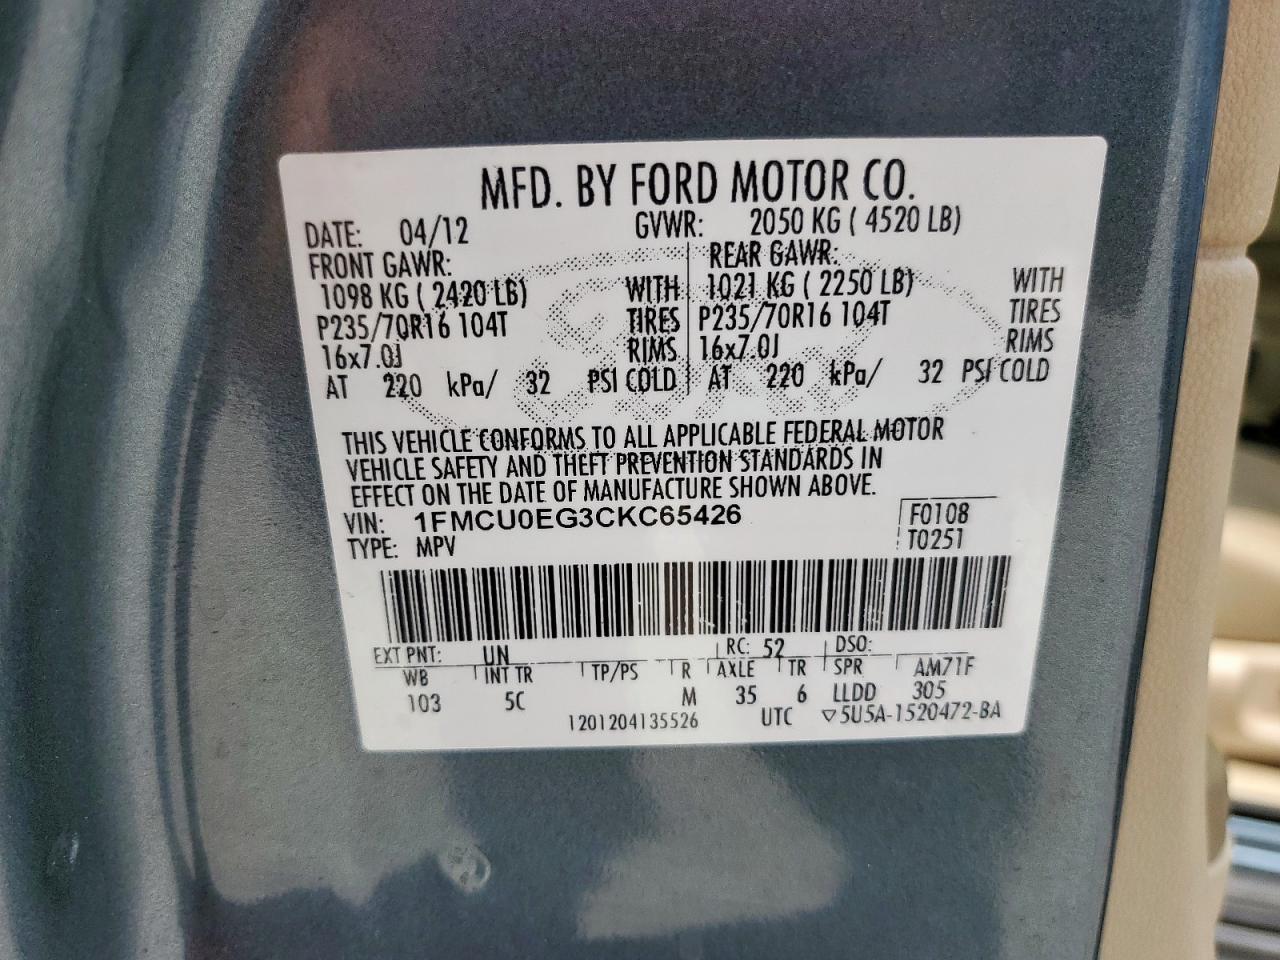 MFD. BY FORD MOTOR CO.
DATE: 04/12 GVWR: 2050 KG ( 4520 LB)
FRONT GAWR: REAR GAWR:
1098 KG ( 2420 LB) WITH 1021 KG ( 2250 LB) WITH
P235/70R16 104T TIRES P235/70R16 104T TIRES
16x7.0J RIMS 16x7.0J RIMS
AT 220 kPa/ 32 PSI COLD AT 220 kPa/ 32 PSI COLD
THIS VEHICLE CONFORMS TO ALL APPLICABLE FEDERAL MOTOR
VEHICLE SAFETY AND THEFT PREVENTION STANDARDS IN
EFFECT ON THE DATE OF MANUFACTURE SHOWN ABOVE.
VIN: 1FMCU0EG3CKC65426 F0108
TYPE: MPV T0251
EXT PNT: UN RC: 52 DSO:
WB INT TR TP/PS R AXLE TR SPR AM71F
103 5C M 35 6 LLDD 305
1201204135526 UTC ▽5U5A-1520472-BA